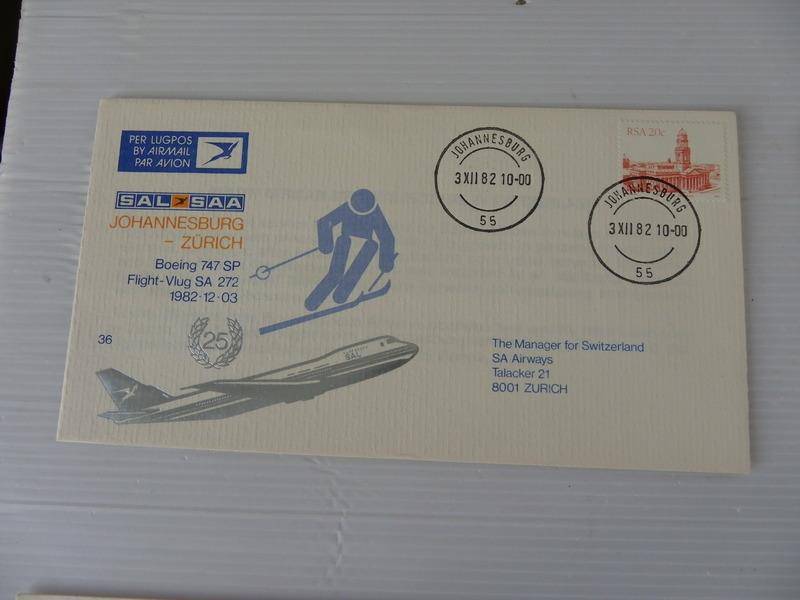 PER LUGPOS
BY AIRMAIL
PAR AVION
SAL SAA
JOHANNESBURG
- ZÜRICH
Boeing 747 SP
Flight-Vlug SA 272
1982-12-03
25
36
SAL
JOHANNESBURG
3 XII 82 10-00
55
RSA 20c
JOHANNESBURG
3 XII 82 10-00
55
The Manager for Switzerland
SA Airways
Talacker 21
8001 ZURICH